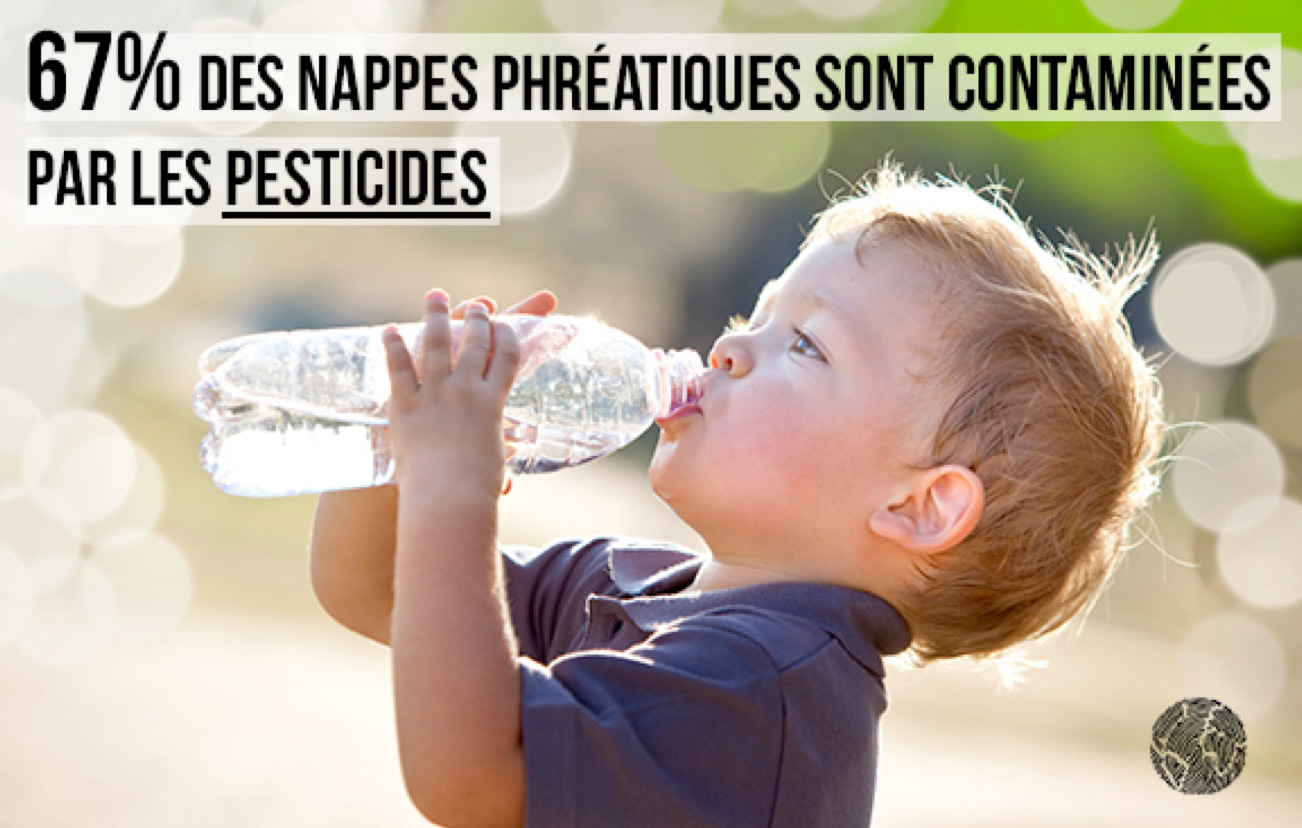 67% DES NAPPES PHRÉATIQUES SONT CONTAMINÉES
PAR LES PESTICIDES